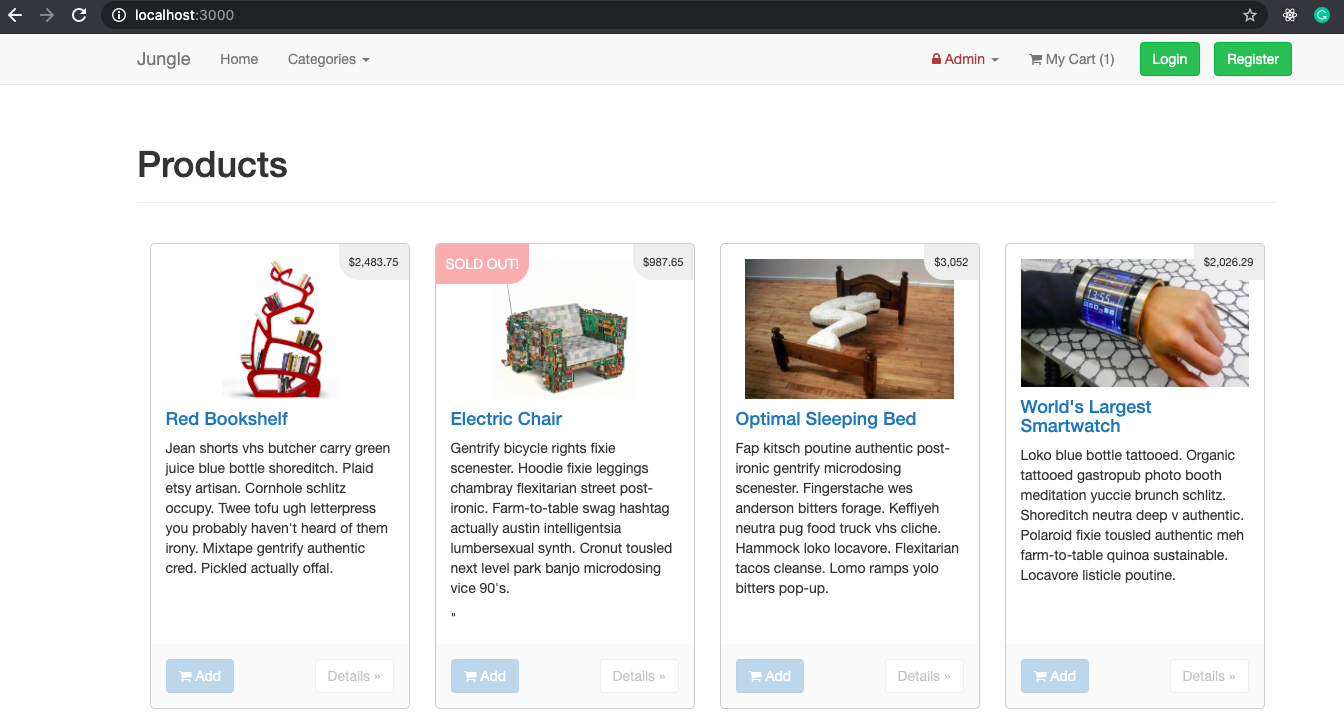 localhost:3000
Jungle Home Categories Admin My Cart (1) Login Register
Products
$2,483.75
Red Bookshelf
Jean shorts vhs butcher carry green
juice blue bottle shoreditch. Plaid
etsy artisan. Cornhole schlitz
occupy. Twee tofu ugh letterpress
you probably haven't heard of them
irony. Mixtape gentrify authentic
cred. Pickled actually offal.
Add Details »
SOLD OUT! $987.65
Electric Chair
Gentrify bicycle rights fixie
scenester. Hoodie fixie leggings
chambray flexitarian street post-
ironic. Farm-to-table swag hashtag
actually austin intelligentsia
lumbersexual synth. Cronut tousled
next level park banjo microdosing
vice 90's.
"
Add Details »
$3,052
Optimal Sleeping Bed
Fap kitsch poutine authentic post-
ironic gentrify microdosing
scenester. Fingerstache wes
anderson bitters forage. Keffiyeh
neutra pug food truck vhs cliche.
Hammock loko locavore. Flexitarian
tacos cleanse. Lomo ramps yolo
bitters pop-up.
Add Details »
$2,026.29
13:55
World's Largest
Smartwatch
Loko blue bottle tattooed. Organic
tattooed gastropub photo booth
meditation yuccie brunch schlitz.
Shoreditch neutra deep v authentic.
Polaroid fixie tousled authentic meh
farm-to-table quinoa sustainable.
Locavore listicle poutine.
Add Details »